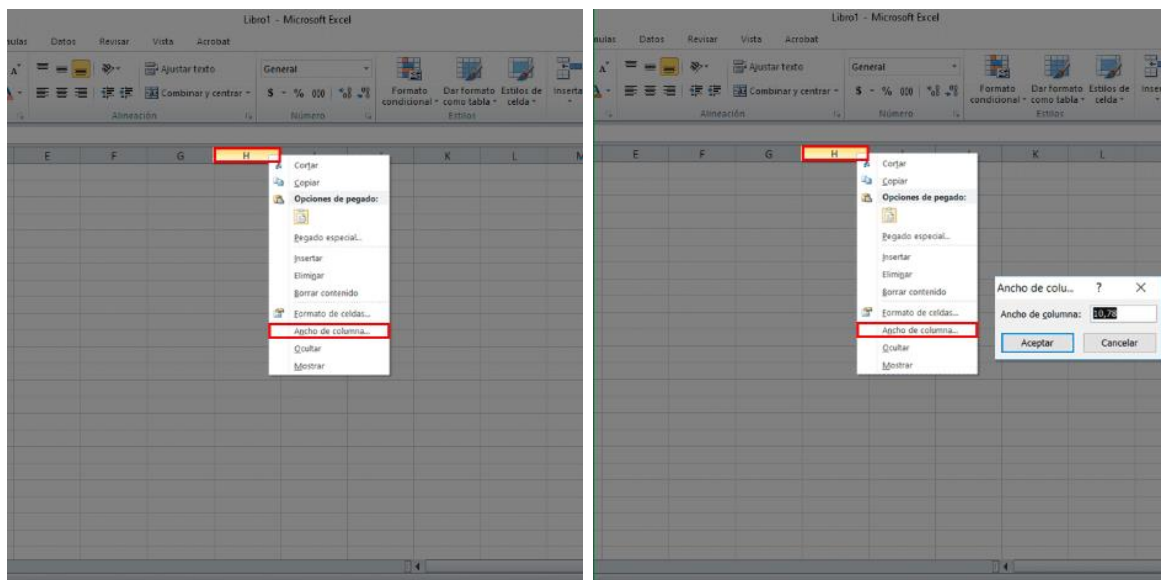 Libro1 - Microsoft Excel
nulas Datos Revisar Vista Acrobat
Ajustar texto General
Combinar y centrar $ - % 000 Formato condicional Dar formato como tabla Estilos de celda Inserta
Alineación Número Estilos
E F G H K L
Cortar
Copiar
Opciones de pegado:
Pegado especial...
Insertar
Eliminar
Borrar contenido
Formato de celdas...
Ancho de columna...
Ocultar
Mostrar
Libro1 - Microsoft Excel
nulas Datos Revisar Vista Acrobat
Ajustar texto General
Combinar y centrar $ - % 000 Formato condicional Dar formato como tabla Estilos de celda
Alineación Número Estilos
E F G H K L
Cortar
Copiar
Opciones de pegado:
Pegado especial...
Insertar
Eliminar
Borrar contenido
Formato de celdas...
Ancho de columna...
Ocultar
Mostrar
Ancho de colu... ? X
Ancho de columna: 10,78
Aceptar Cancelar